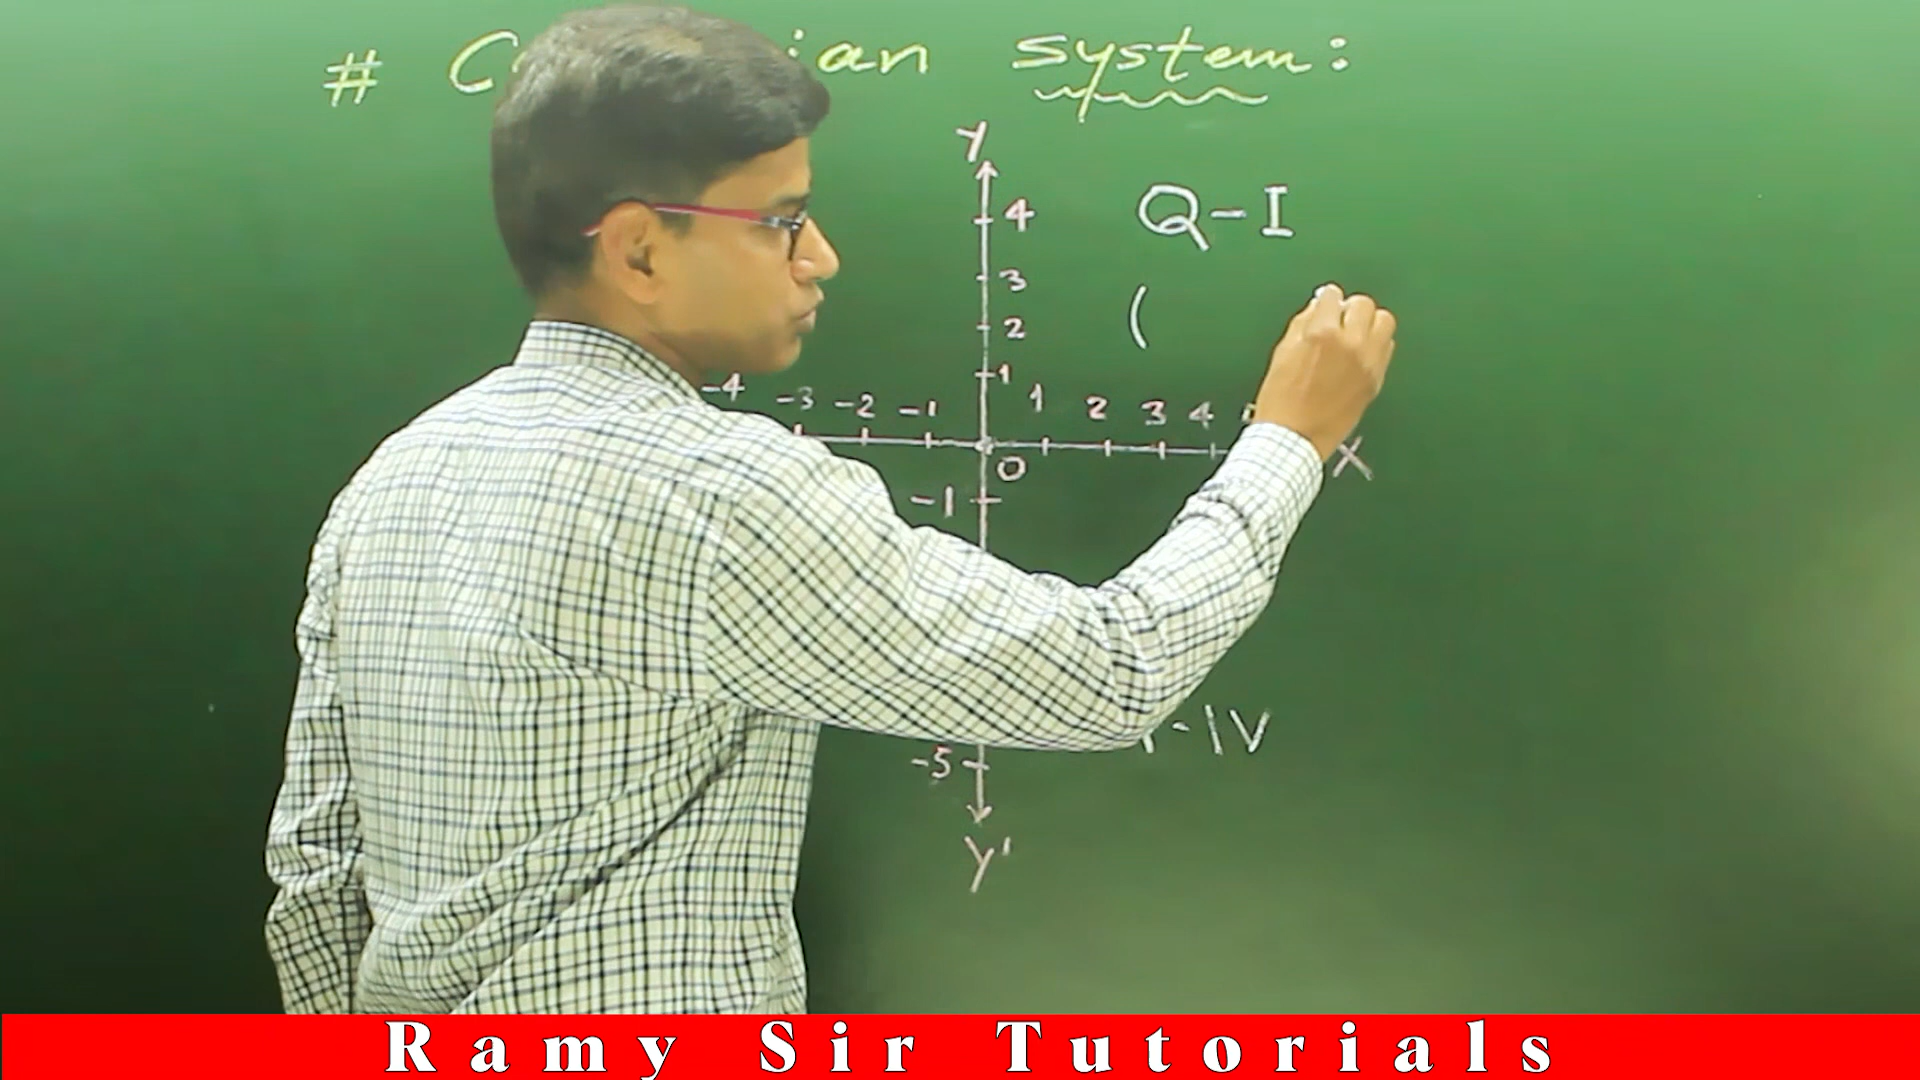 # C ian system:
Y
4
Q-I
3
(
2
1
-4 -3 -2 -1 1 2 3 4
O
X
-1
-IV
-5
Y'
Ramy Sir Tutorials